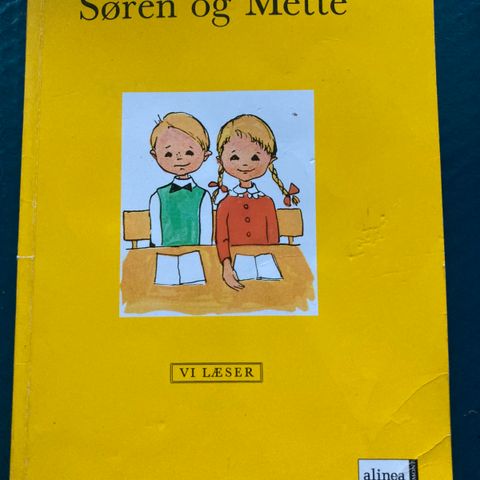 Søren og Mette
VI LÆSER
alinea